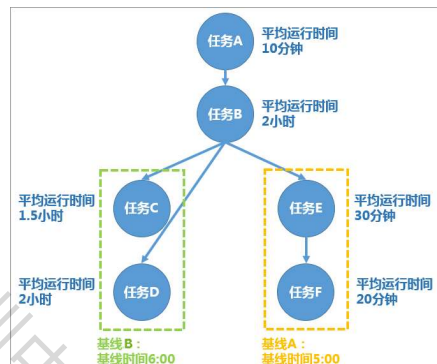 任务A
平均运行时间
10分钟
任务B
平均运行时间
2小时
平均运行时间
1.5小时
任务C
任务E
平均运行时间
30分钟
平均运行时间
2小时
任务D
任务F
平均运行时间
20分钟
基线B：
基线时间6:00
基线A：
基线时间5:00